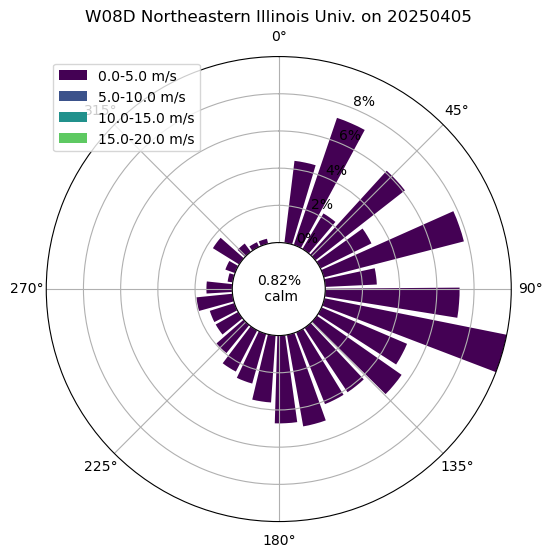 W08D Northeastern Illinois Univ. on 20250405
0°
0.0-5.0 m/s
5.0-10.0 m/s
10.0-15.0 m/s
15.0-20.0 m/s
315°
45°
8%
6%
4%
2%
0%
270°
0.82%
calm
90°
225°
135°
180°